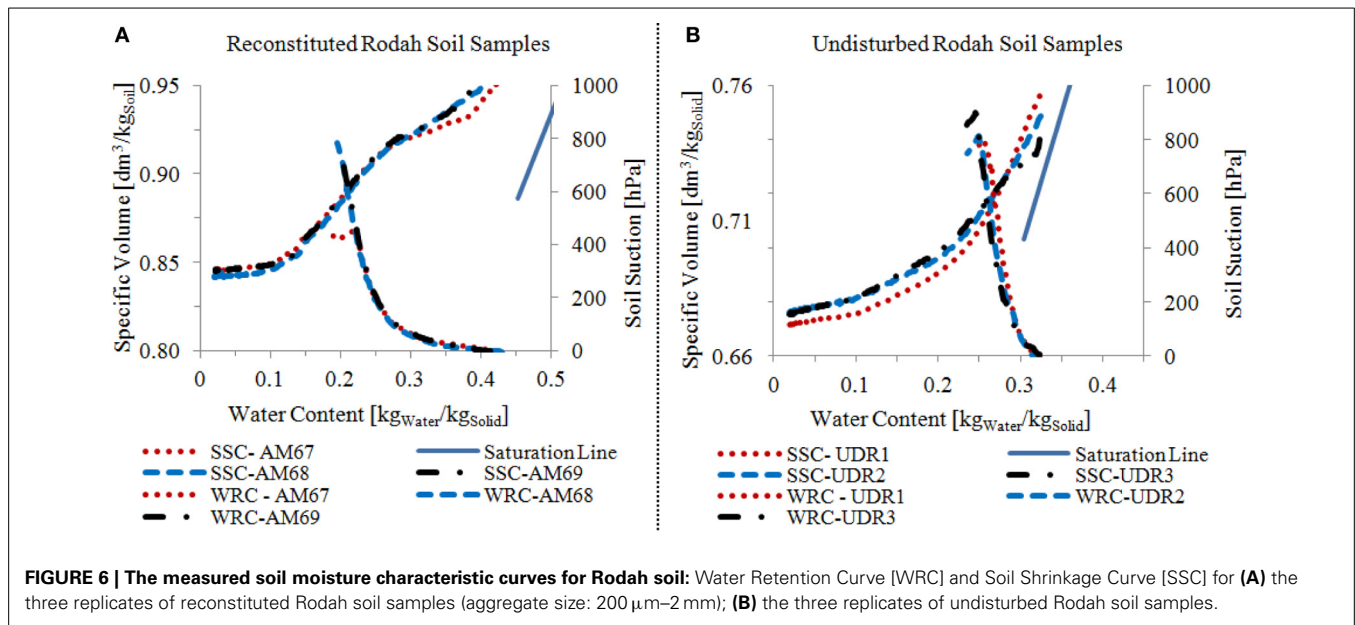 A
Reconstituted Rodah Soil Samples
Specific Volume [dm³/kgSoil]
0.95
0.90
0.85
0.80
1000
800
600
400
200
0
Soil Suction [hPa]
0 0.1 0.2 0.3 0.4 0.5
Water Content [kgWater/kgSolid]
SSC- AM67
Saturation Line
SSC-AM68
SSC-AM69
WRC - AM67
WRC-AM68
WRC-AM69
B
Undisturbed Rodah Soil Samples
Specific Volume [dm³/kgSolid]
0.76
0.71
0.66
1000
800
600
400
200
0
Soil Suction [hPa]
0 0.1 0.2 0.3 0.4
Water Content [kgWater/kgSolid]
SSC- UDR1
Saturation Line
SSC-UDR2
SSC-UDR3
WRC - UDR1
WRC-UDR2
WRC-UDR3
FIGURE 6 | The measured soil moisture characteristic curves for Rodah soil: Water Retention Curve [WRC] and Soil Shrinkage Curve [SSC] for (A) the
three replicates of reconstituted Rodah soil samples (aggregate size: 200 μm–2 mm); (B) the three replicates of undisturbed Rodah soil samples.